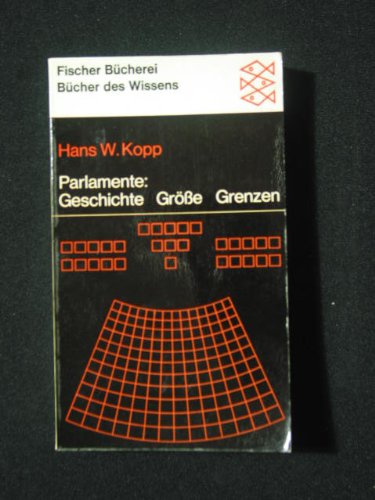 Fischer Bücherei
Bücher des Wissens
Hans W. Kopp
Parlamente:
Geschichte Größe Grenzen